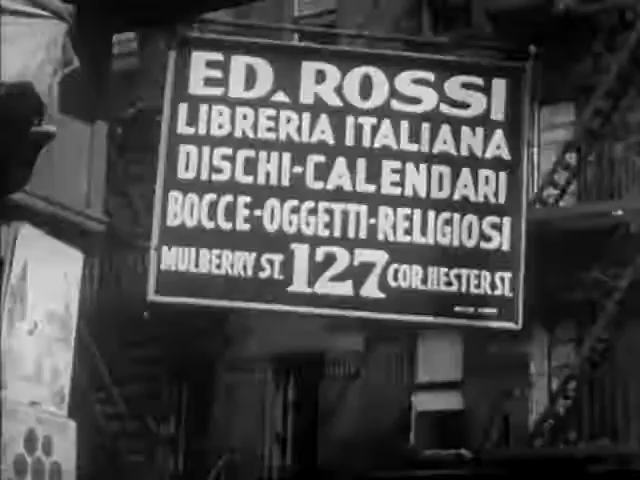 ED. ROSSI
LIBRERIA ITALIANA
DISCHI-CALENDARI
BOCCE-OGGETTI-RELIGIOSI
MULBERRY ST. 127 COR. HESTER ST.